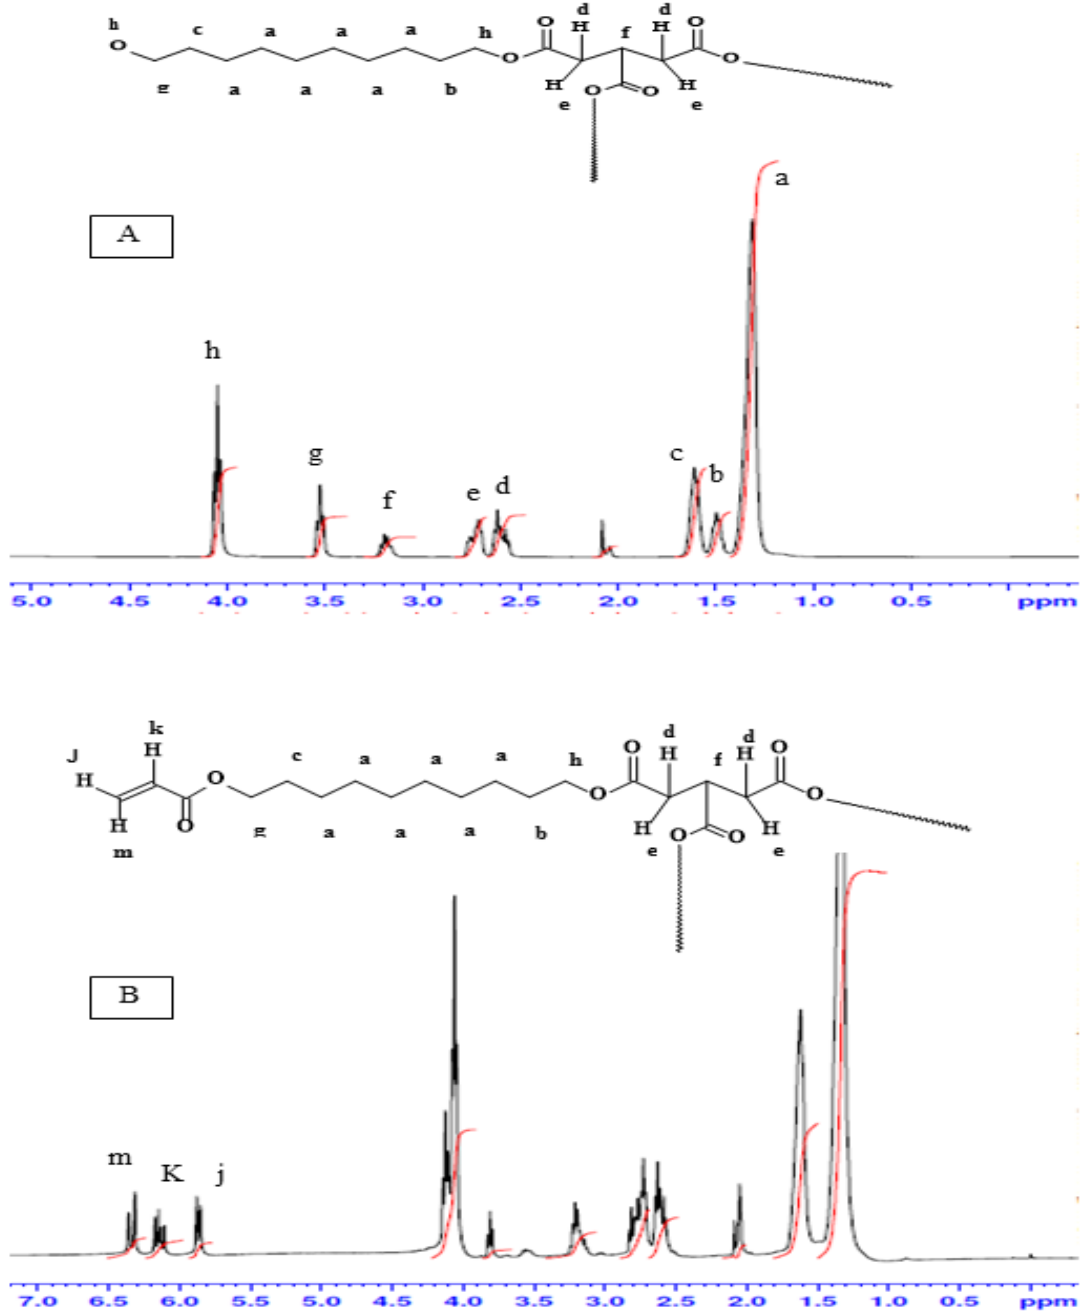 h c a a a h O d H d H f O
O O O
g a a a b H e O O H e
a
A
h
g
f
e d
c
b
5.0 4.5 4.0 3.5 3.0 2.5 2.0 1.5 1.0 0.5 ppm
k
J H H O c a a a h O d H f d H O
O O O
H m O g a a a b H e O O H e
B
m K j
7.0 6.5 6.0 5.5 5.0 4.5 4.0 3.5 3.0 2.5 2.0 1.5 1.0 0.5 ppm